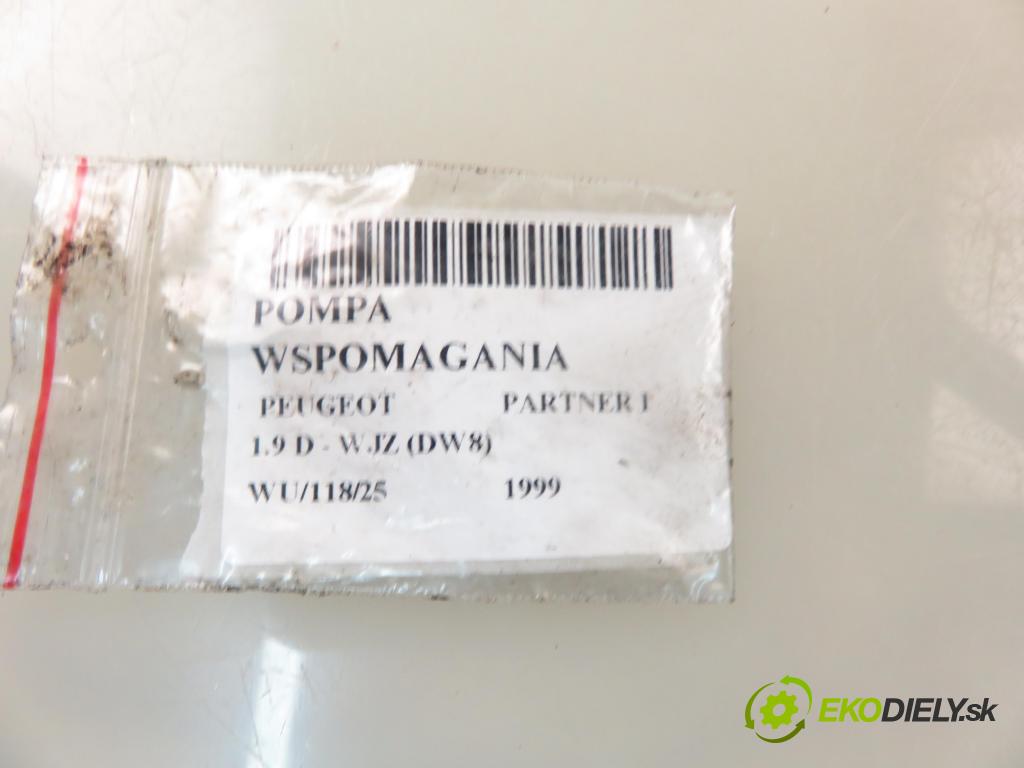 POMPA
WSPOMAGANIA
PEUGEOT PARTNER I
1.9 D - WJZ (DW8)
WU/118/25 1999
EKODIELY.sk